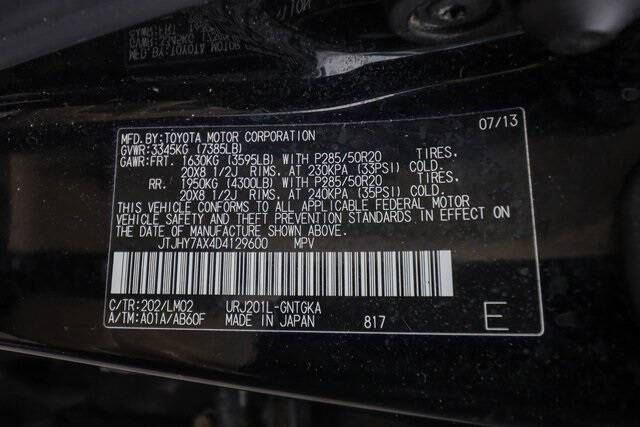 MFD.BY:TOYOTA MOTOR CORPORATION 07/13
GVWR:3345KG (7385LB)
GAWR:FRT. 1630KG (3595LB) WITH P285/50R20 TIRES.
20X8 1/2J RIMS. AT 230KPA (33PSI) COLD.
RR. 1950KG (4300LB) WITH P285/50R20 TIRES.
20X8 1/2J RIMS. AT 240KPA (35PSI) COLD.
THIS VEHICLE CONFORMS TO ALL APPLICABLE FEDERAL MOTOR
VEHICLE SAFETY AND THEFT PREVENTION STANDARDS IN EFFECT ON
THE DATE OF MANUFACTURE SHOWN ABOVE.
JTJHY7AX4D4129600 MPV
C/TR:202/LM02 URJ201L-GNTGKA
A/TM:A01A/AB60F MADE IN JAPAN 817 E